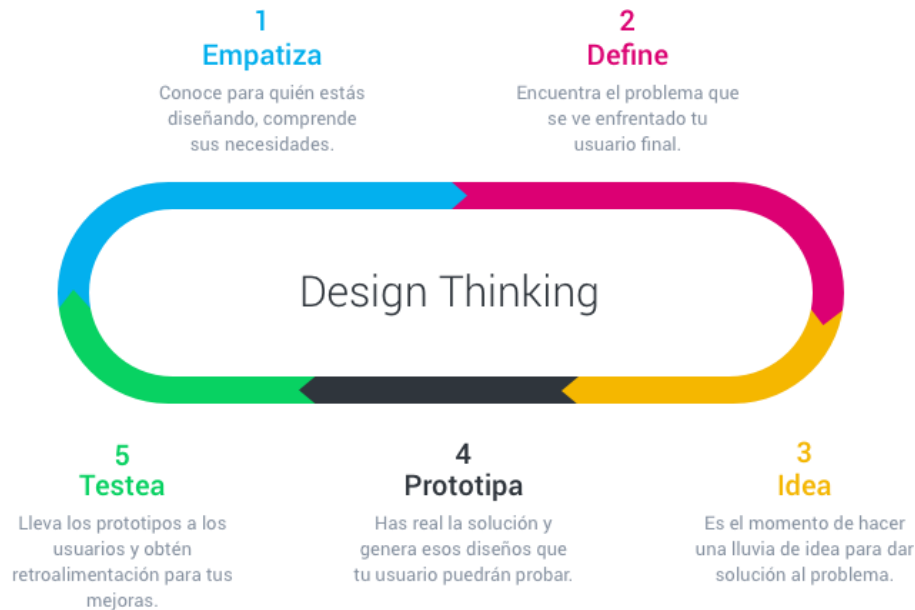 1
Empatiza
Conoce para quién estás
diseñando, comprende
sus necesidades.
2
Define
Encuentra el problema que
se ve enfrentado tu
usuario final.
Design Thinking
3
Idea
Es el momento de hacer
una lluvia de idea para dar
solución al problema.
4
Prototipa
Has real la solución y
genera esos diseños que
tu usuario puedrán probar.
5
Testea
Lleva los prototipos a los
usuarios y obtén
retroalimentación para tus
mejoras.